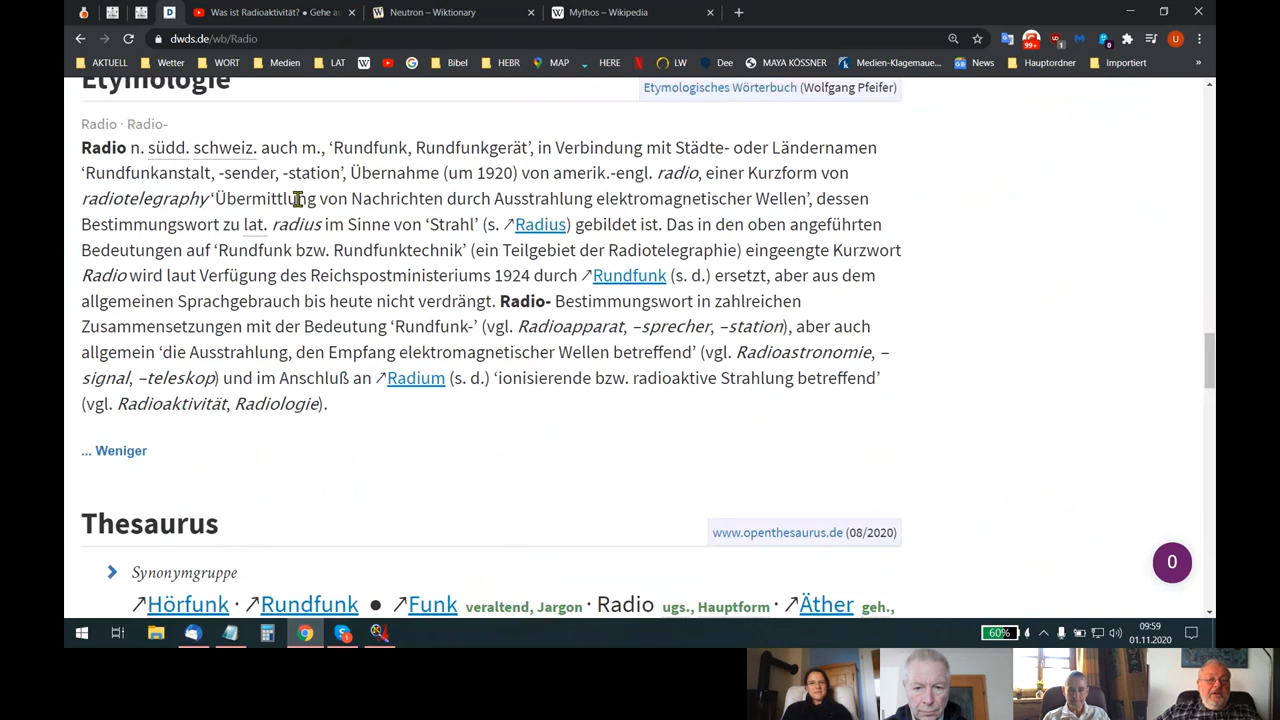 Was ist Radioaktivität? ● Gehe au
Neutron – Wiktionary
Mythos – Wikipedia
dwds.de/wb/Radio
AKTUELL
Wetter
WORT
Medien
LAT
Bibel
HEBR
MAP
HERE
LW
Dee
MAYA KÖSSNER
Medien-Klagemaue...
News
Hauptordner
Importiert
»
Etymologie
Etymologisches Wörterbuch (Wolfgang Pfeifer)
Radio · Radio-
Radio n. südd. schweiz. auch m., ‘Rundfunk, Rundfunkgerät’, in Verbindung mit Städte- oder Ländernamen
‘Rundfunkanstalt, -sender, -station’, Übernahme (um 1920) von amerik.-engl. radio, einer Kurzform von
radiotelegraphy ‘Übermittlung von Nachrichten durch Ausstrahlung elektromagnetischer Wellen’, dessen
Bestimmungswort zu lat. radius im Sinne von ‘Strahl’ (s. ↗Radius) gebildet ist. Das in den oben angeführten
Bedeutungen auf ‘Rundfunk bzw. Rundfunktechnik’ (ein Teilgebiet der Radiotelegraphie) eingeengte Kurzwort
Radio wird laut Verfügung des Reichspostministeriums 1924 durch ↗Rundfunk (s. d.) ersetzt, aber aus dem
allgemeinen Sprachgebrauch bis heute nicht verdrängt. Radio- Bestimmungswort in zahlreichen
Zusammensetzungen mit der Bedeutung ‘Rundfunk-’ (vgl. Radioapparat, –sprecher, –station), aber auch
allgemein ‘die Ausstrahlung, den Empfang elektromagnetischer Wellen betreffend’ (vgl. Radioastronomie, –
signal, –teleskop) und im Anschluß an ↗Radium (s. d.) ‘ionisierende bzw. radioaktive Strahlung betreffend’
(vgl. Radioaktivität, Radiologie).
... Weniger
Thesaurus
www.openthesaurus.de (08/2020)
Synonymgruppe
↗Hörfunk · ↗Rundfunk ● ↗Funk veraltend, Jargon · Radio ugs., Hauptform · ↗Äther geh.,
0
60%
09:59
01.11.2020